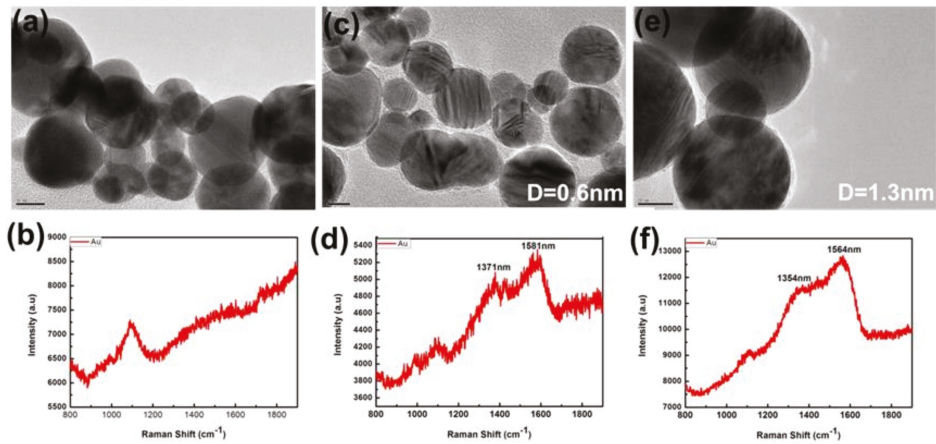 (a)
(c)
D=0.6nm
(e)
D=1.3nm
(b)
Au
9000
8500
8000
7500
7000
6500
6000
5500
Intensity (a.u)
800 1000 1200 1400 1600 1800
Raman Shift (cm-1)
(d)
Au
1371nm
1581nm
5400
5200
5000
4800
4600
4400
4200
4000
3800
3600
Intensity (a.u)
800 1000 1200 1400 1600 1800
Raman Shift (cm-1)
(f)
Au
1354nm
1564nm
13000
12000
11000
10000
9000
8000
7000
Intensity (a.u)
800 1000 1200 1400 1600 1800
Raman Shift (cm-1)